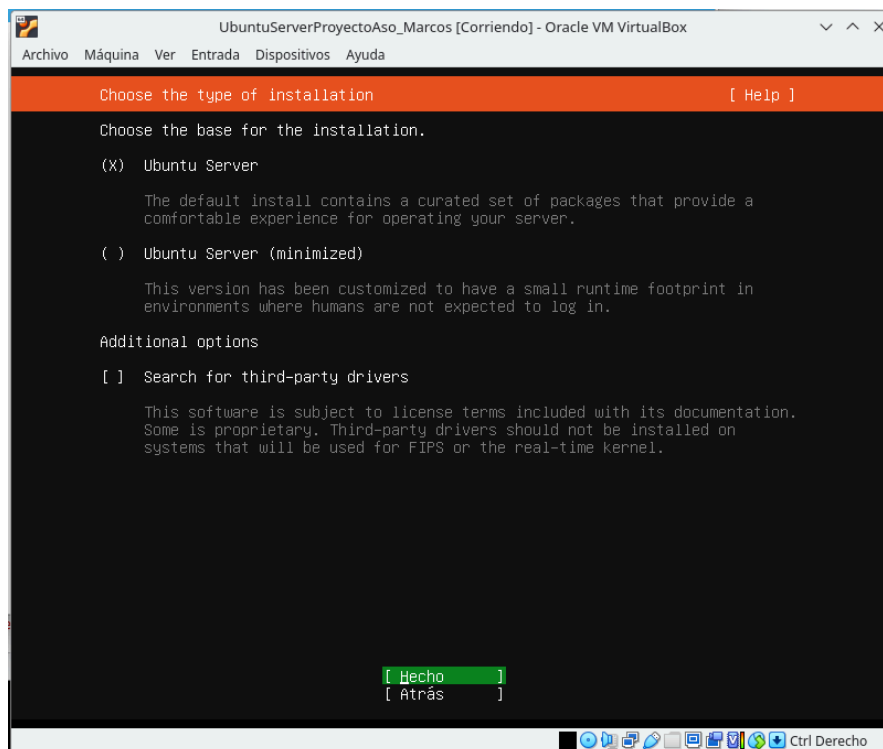 UbuntuServerProyectoAso_Marcos [Corriendo] - Oracle VM VirtualBox
Archivo Máquina Ver Entrada Dispositivos Ayuda
Choose the type of installation [ Help ]
Choose the base for the installation.
(X) Ubuntu Server
The default install contains a curated set of packages that provide a
comfortable experience for operating your server.
( ) Ubuntu Server (minimized)
This version has been customized to have a small runtime footprint in
environments where humans are not expected to log in.
Additional options
[ ] Search for third-party drivers
This software is subject to license terms included with its documentation.
Some is proprietary. Third-party drivers should not be installed on
systems that will be used for FIPS or the real-time kernel.
[ Hecho ]
[ Atrás ]
Ctrl Derecho